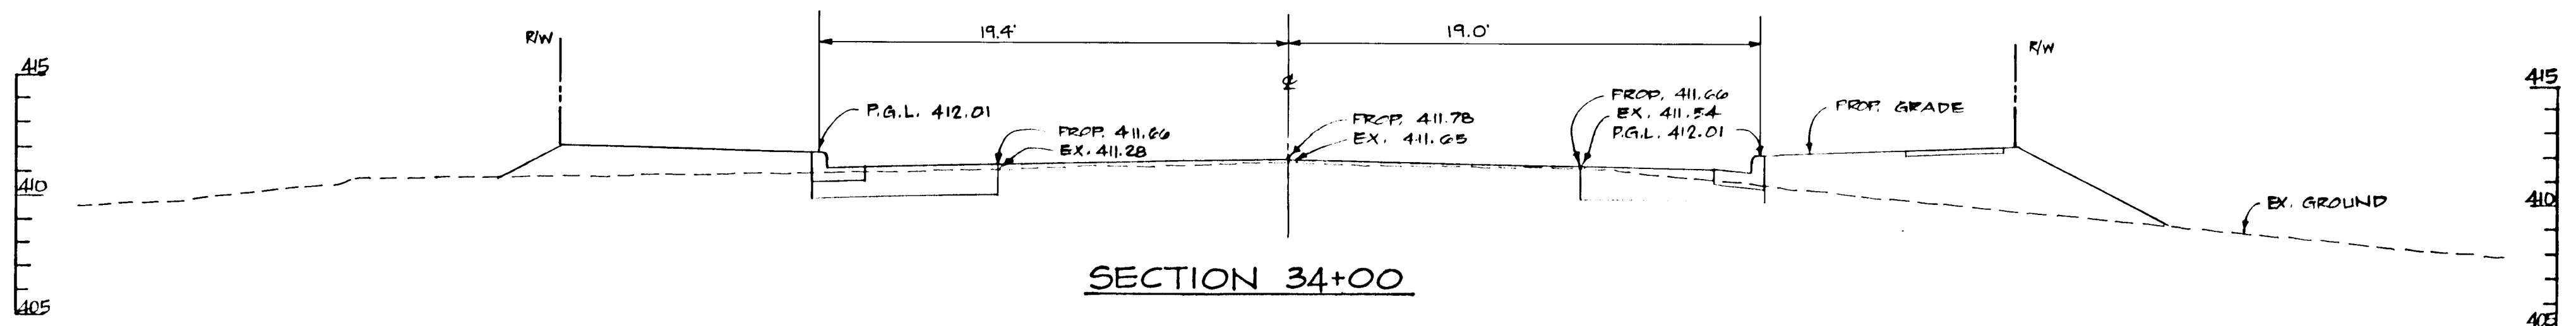 19.4' 19.0'
R/W R/W
415 415
℄
P.G.L. 412.01
PROP. 411.66
EX. 411.28
PROP. 411.78
EX. 411.65
PROP. 411.66
EX. 411.54
P.G.L. 412.01
PROP. GRADE
410 410
EX. GROUND
SECTION 34+00
405 405